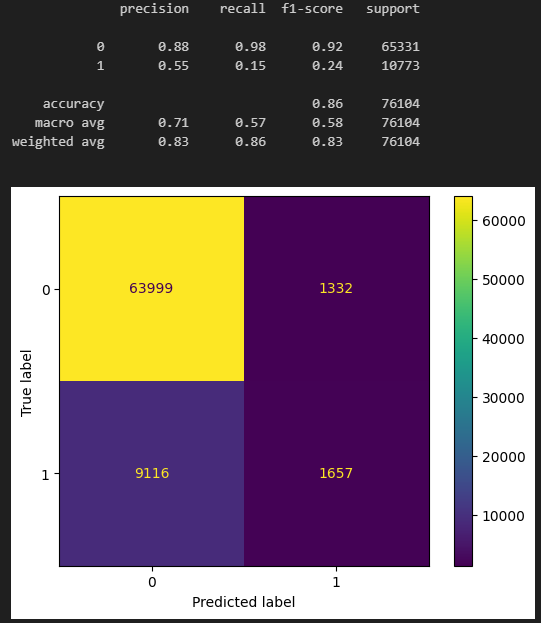 precision recall f1-score support
0 0.88 0.98 0.92 65331
1 0.55 0.15 0.24 10773
accuracy 0.86 76104
macro avg 0.71 0.57 0.58 76104
weighted avg 0.83 0.86 0.83 76104
0 63999 1332
1 9116 1657
0 1
True label
Predicted label
60000
50000
40000
30000
20000
10000